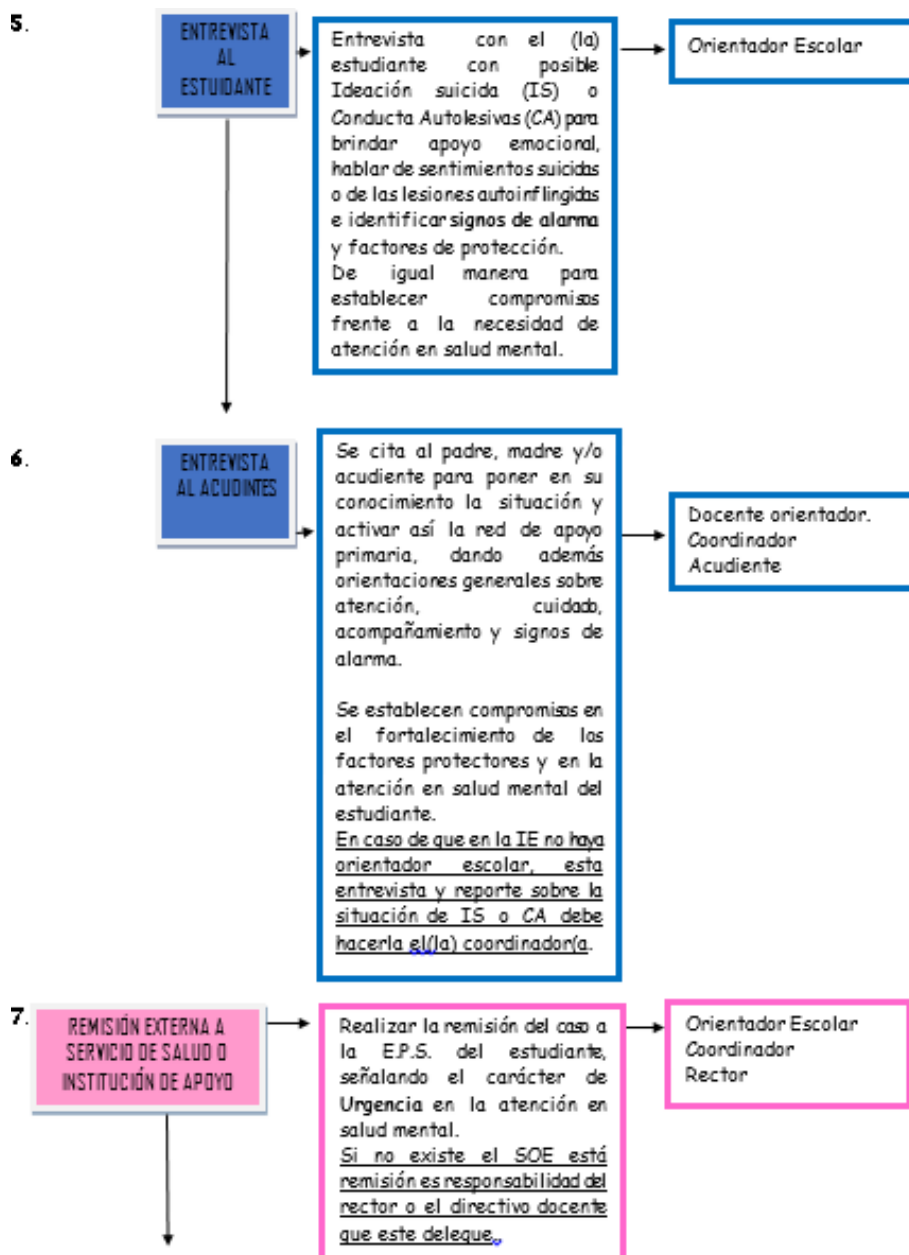 5.
ENTREVISTA
AL
ESTUIDANTE
Entrevista con el (la)
estudiante con posible
Ideación suicida (IS) o
Conducta Autolesivas (CA) para
brindar apoyo emocional,
hablar de sentimientos suicidas
o de las lesiones autoinflingidas
e identificar signos de alarma
y factores de protección.
De igual manera para
establecer compromisos
frente a la necesidad de
atención en salud mental.
Orientador Escolar
6.
ENTREVISTA
AL ACUDINTES
Se cita al padre, madre y/o
acudiente para poner en su
conocimiento la situación y
activar así la red de apoyo
primaria, dando además
orientaciones generales sobre
atención, cuidado,
acompañamiento y signos de
alarma.
Se establecen compromisos en
el fortalecimiento de los
factores protectores y en la
atención en salud mental del
estudiante.
En caso de que en la IE no haya
orientador escolar, esta
entrevista y reporte sobre la
situación de IS o CA debe
hacerla el(la) coordinador(a.
Docente orientador.
Coordinador
Acudiente
7.
REMISIÓN EXTERNA A
SERVICIO DE SALUD O
INSTITUCIÓN DE APOYO
Realizar la remisión del caso a
la E.P.S. del estudiante,
señalando el carácter de
Urgencia en la atención en
salud mental.
Si no existe el SOE está
remisión es responsabilidad del
rector o el directivo docente
que este delegue.
Orientador Escolar
Coordinador
Rector